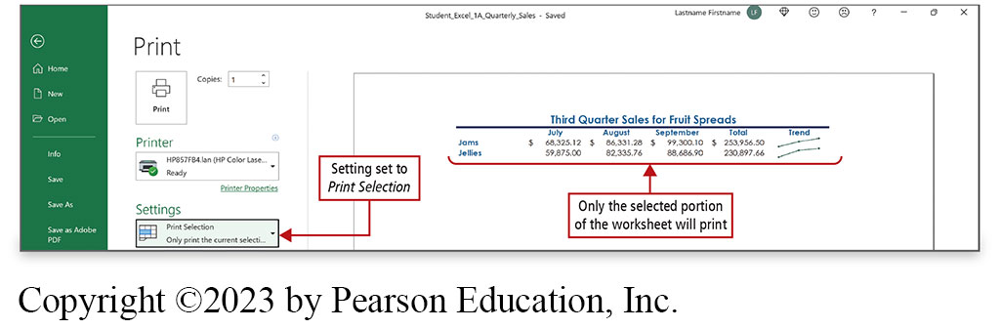 Student_Excel_1A_Quarterly_Sales - Saved
Lastname Firstname LF ? 
Print
Home
New
Open
Info
Save
Save As
Save as Adobe
PDF
Print
Copies: 1
Printer
HP857FB4.lan (HP Color Lase...
Ready
Printer Properties
Settings
Print Selection
Only print the current selecti...
Setting set to
Print Selection
Third Quarter Sales for Fruit Spreads
July August September Total Trend
Jams $ 68,325.12 $ 86,331.28 $ 99,300.10 $ 253,956.50
Jellies 59,875.00 82,335.76 88,686.90 230,897.66
Only the selected portion
of the worksheet will print
Copyright ©2023 by Pearson Education, Inc.